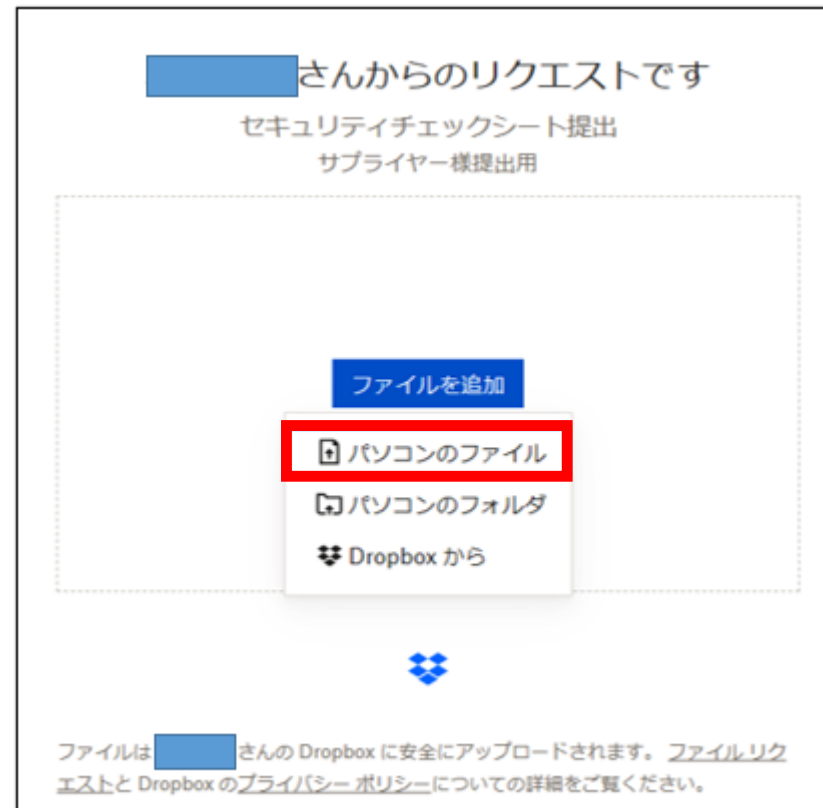 さんからのリクエストです
セキュリティチェックシート提出
サプライヤー様提出用
ファイルを追加
パソコンのファイル
パソコンのフォルダ
Dropbox から
ファイルは さんの Dropbox に安全にアップロードされます。 ファイル リク
エストと Dropbox のプライバシー ポリシーについての詳細をご覧ください。